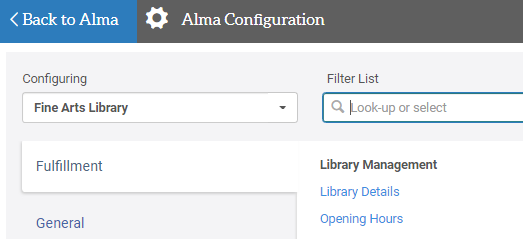 Back to Alma
Alma Configuration
Configuring
Fine Arts Library
Filter List
Look-up or select
Fulfillment
General
Library Management
Library Details
Opening Hours